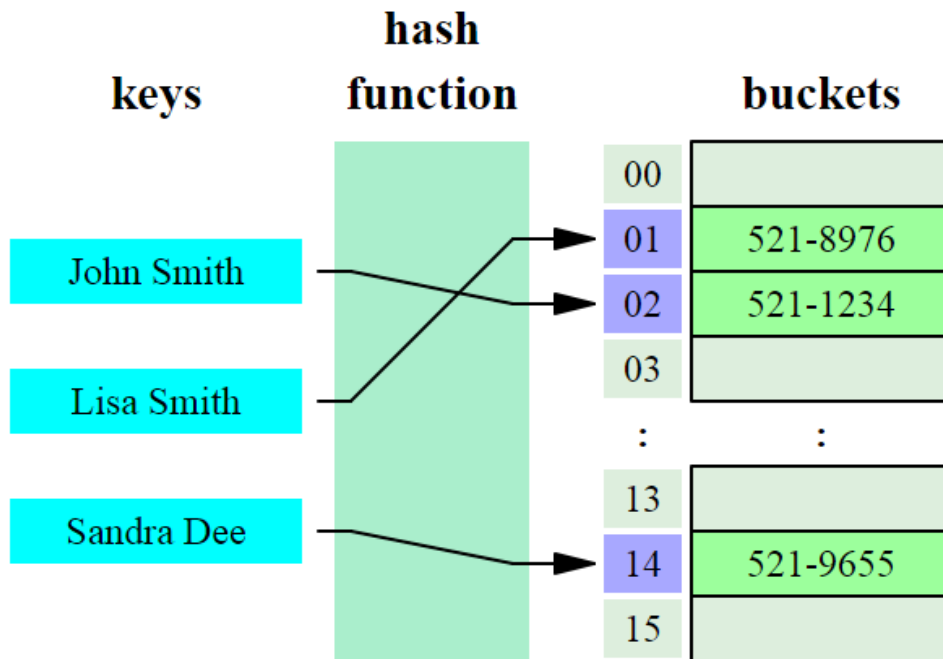 hash
keys function buckets
00
01 521-8976
John Smith
02 521-1234
03
Lisa Smith
: :
13
Sandra Dee
14 521-9655
15